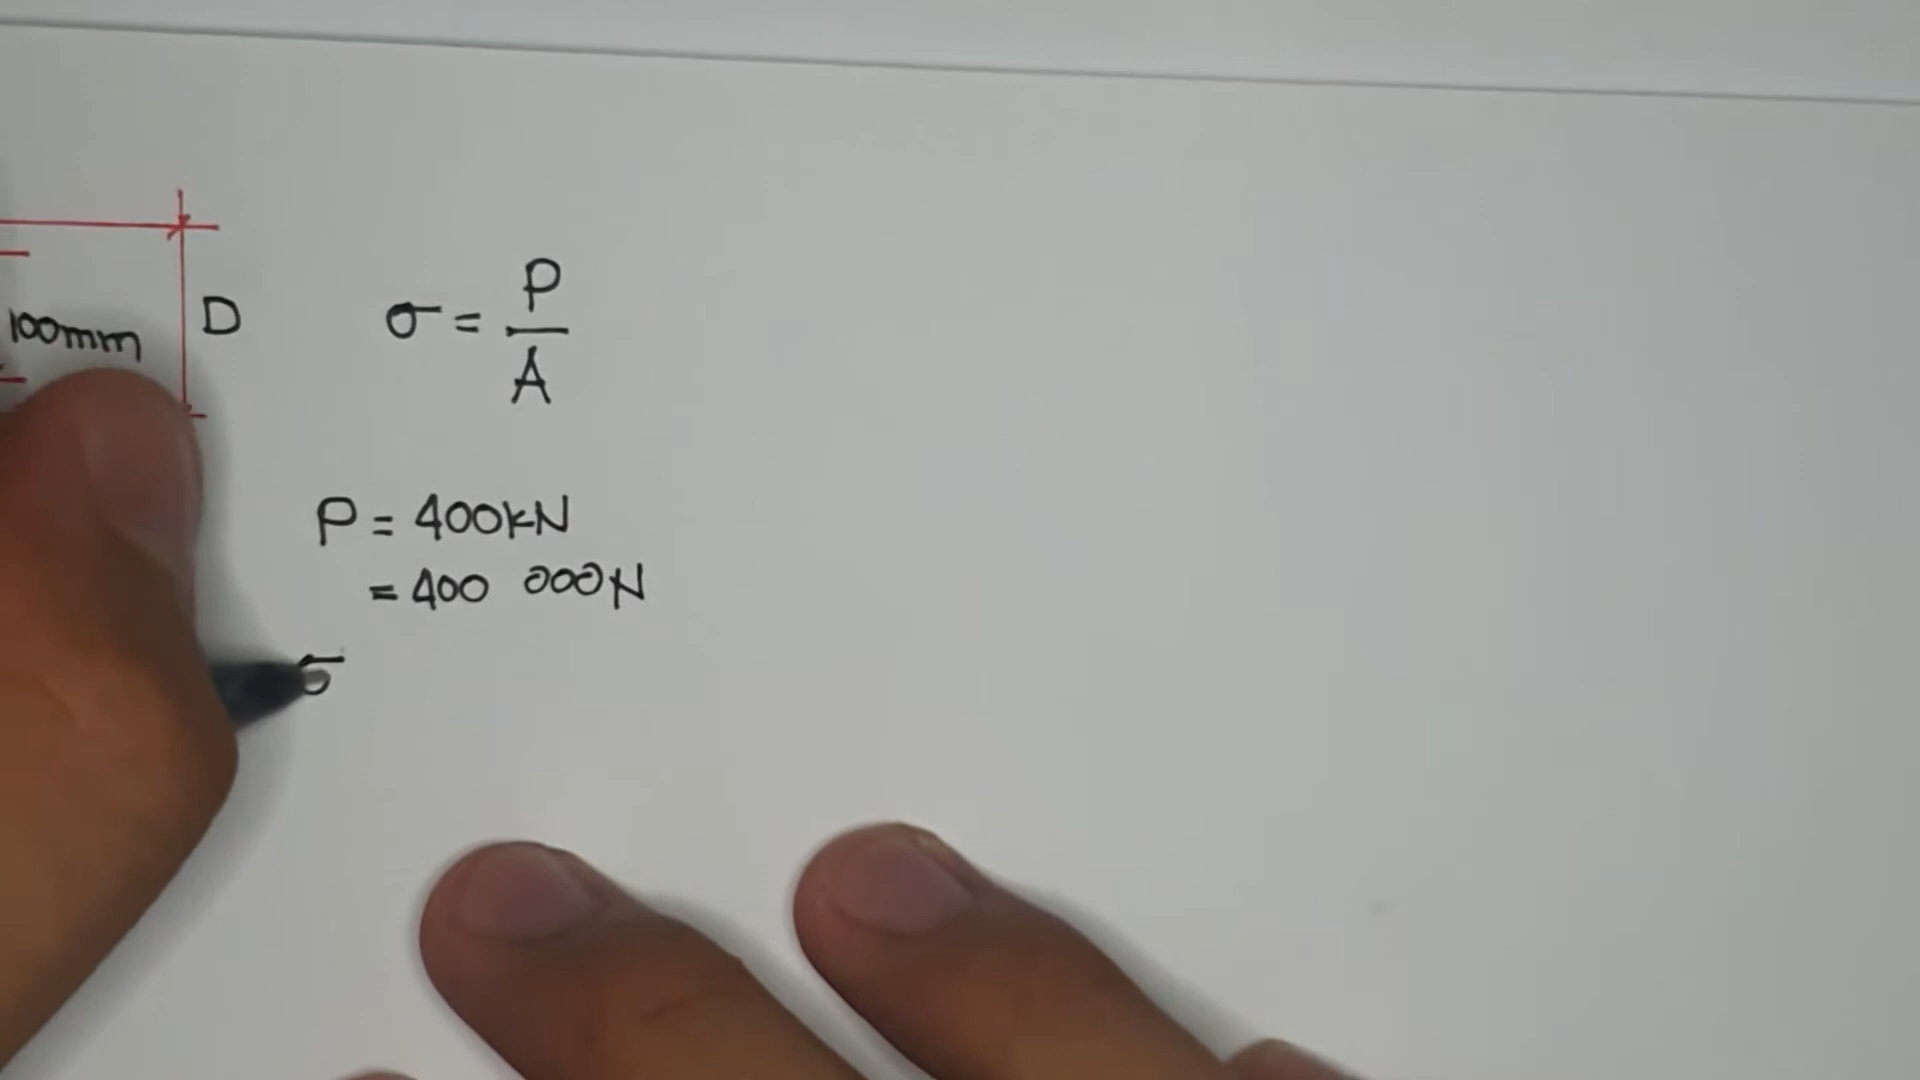 100mm
D
σ = P/A
P = 400kN
= 400 000N
σ